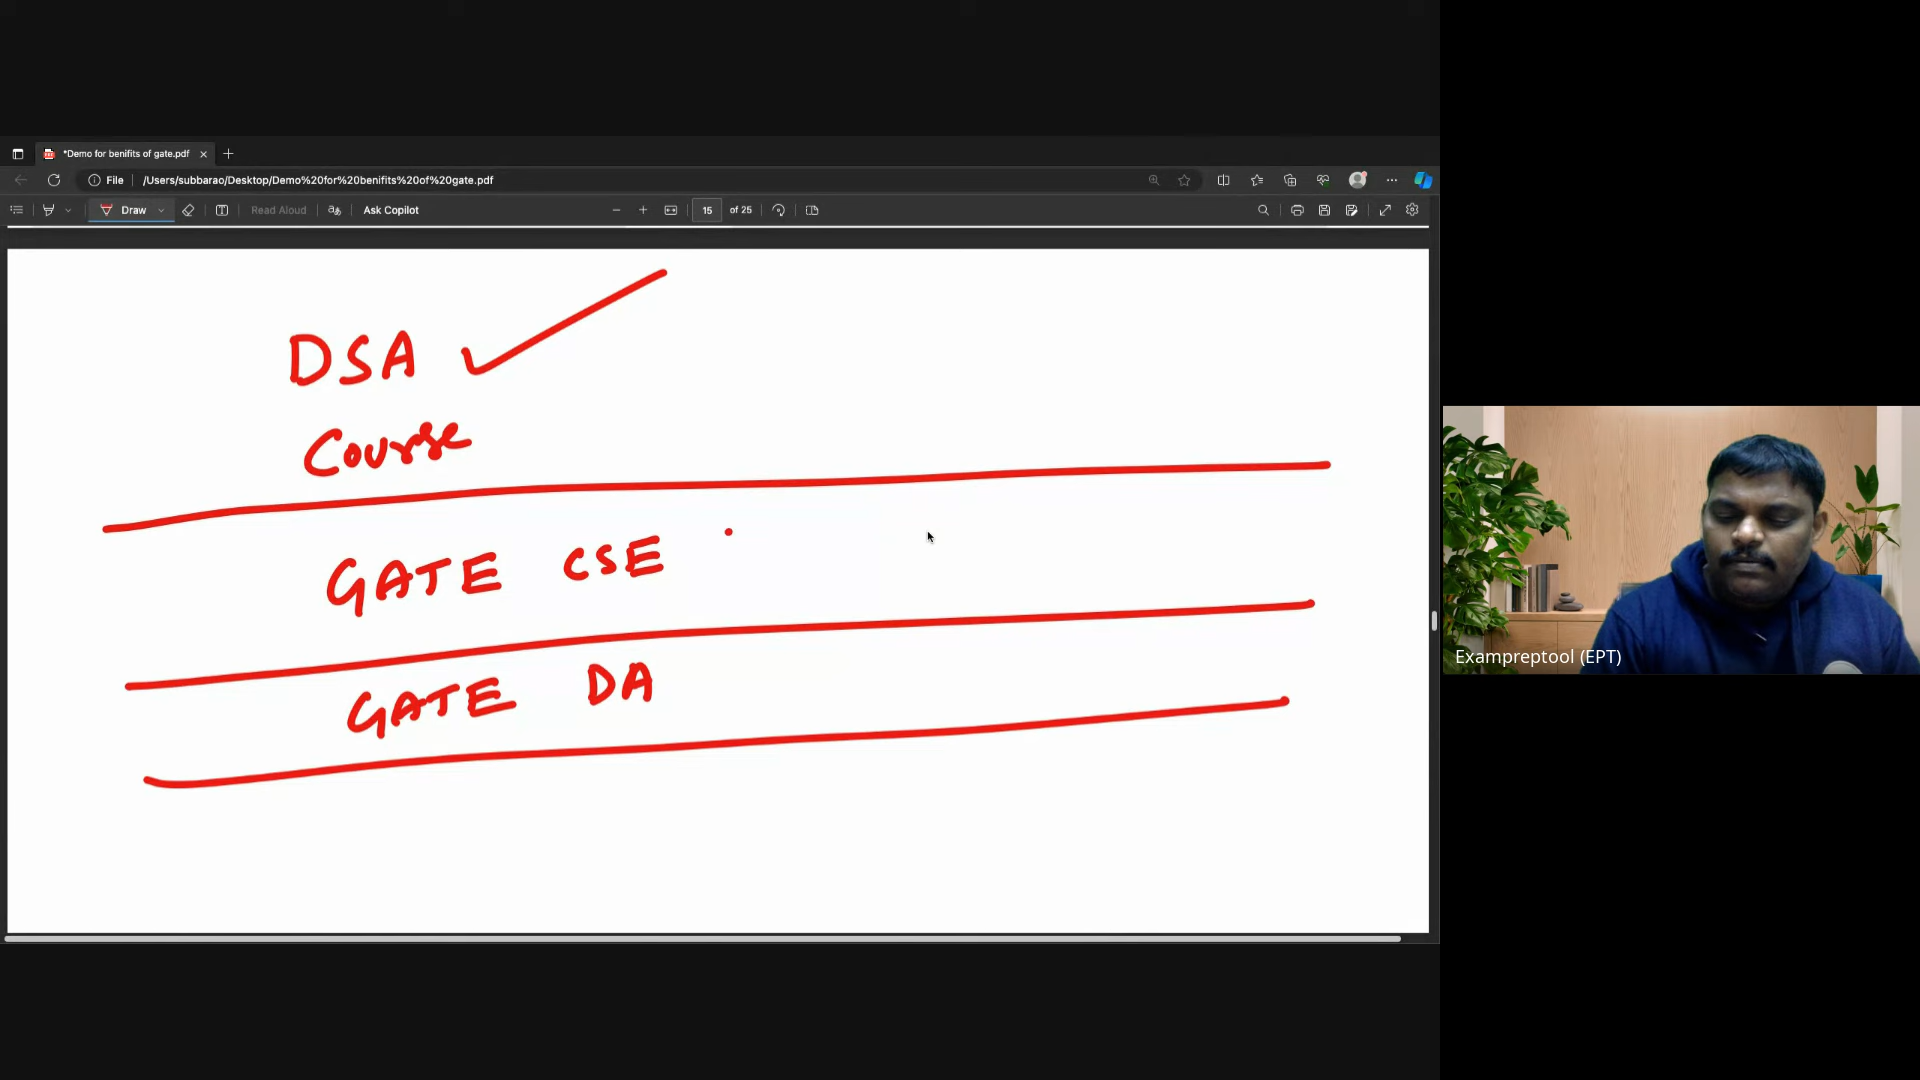 *Demo for benifits of gate.pdf
File
/Users/subbarao/Desktop/Demo%20for%20benifits%20of%20gate.pdf
Draw
Read Aloud
Ask Copilot
15
of 25
DSA
Course
GATE CSE
GATE DA
Exampreptool (EPT)